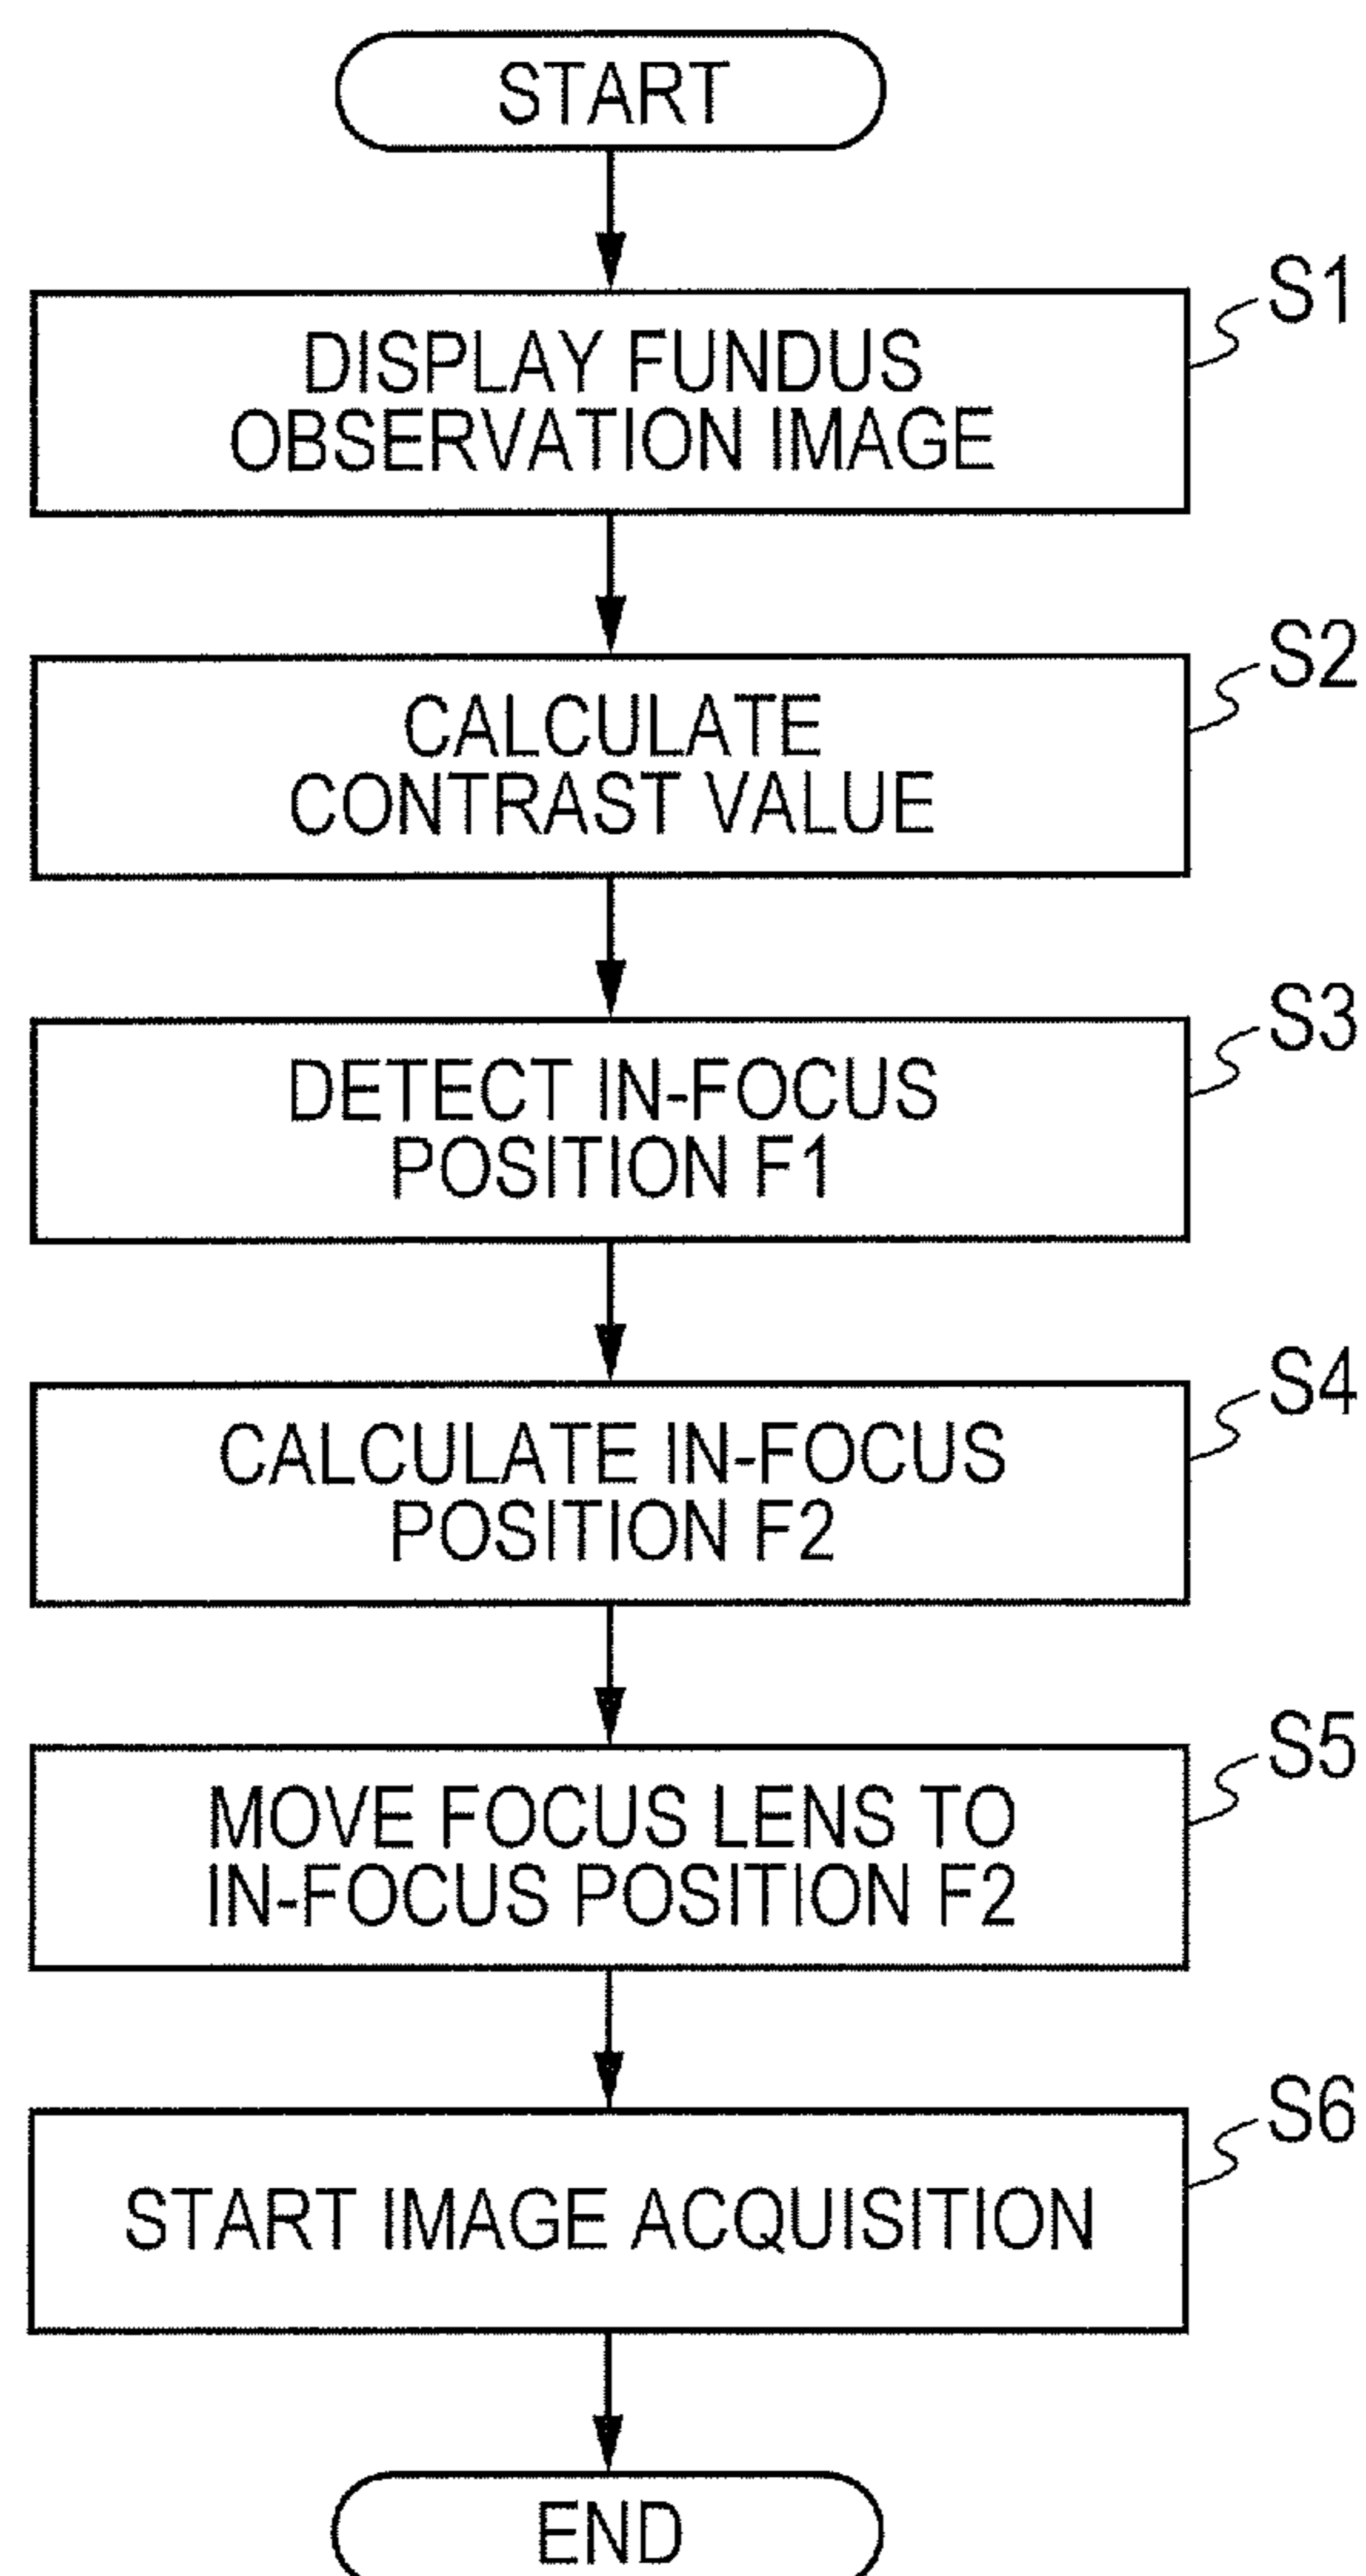 START
S1
DISPLAY FUNDUS
OBSERVATION IMAGE
S2
CALCULATE
CONTRAST VALUE
S3
DETECT IN-FOCUS
POSITION F1
S4
CALCULATE IN-FOCUS
POSITION F2
S5
MOVE FOCUS LENS TO
IN-FOCUS POSITION F2
S6
START IMAGE ACQUISITION
END